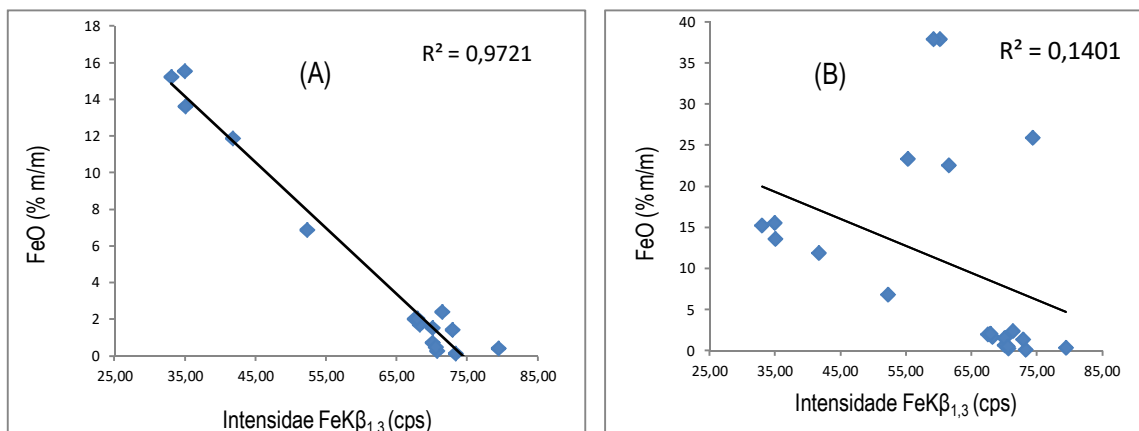 18
16
14
12
10
8
6
4
2
0
FeO (% m/m)
(A)
R² = 0,9721
25,00 35,00 45,00 55,00 65,00 75,00 85,00
Intensidae FeKβ1,3 (cps)
40
35
30
25
20
15
10
5
0
FeO (% m/m)
(B)
R² = 0,1401
25,00 35,00 45,00 55,00 65,00 75,00 85,00
Intensidade FeKβ1,3 (cps)